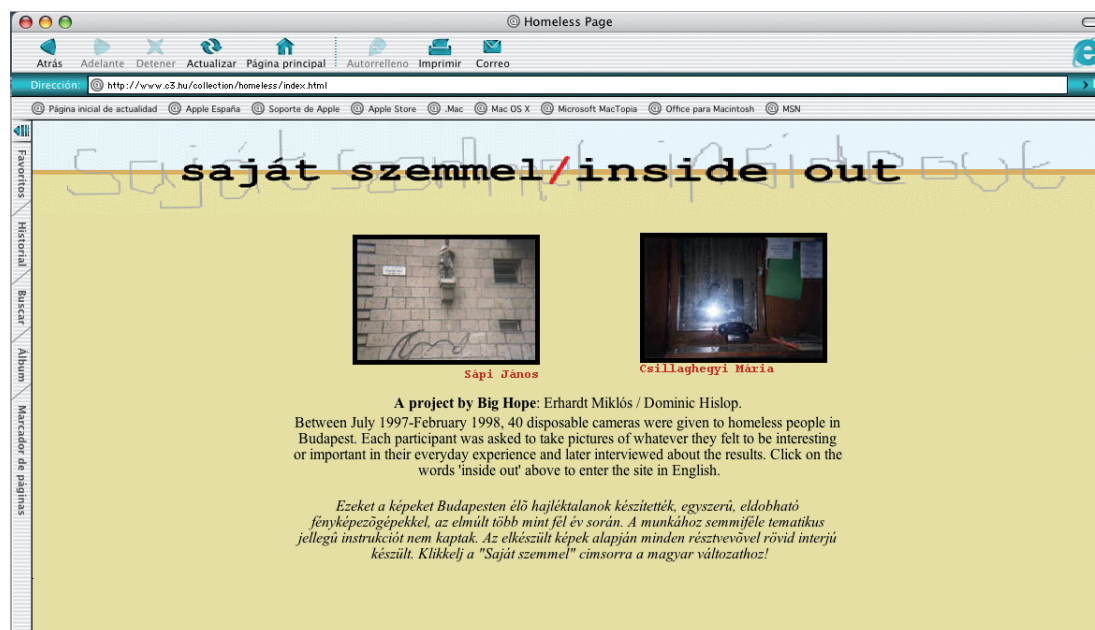 @ Homeless Page
Atrás Adelante Detener Actualizar Página principal Autorrelleno Imprimir Correo
Dirección: @ http://www.c3.hu/collection/homeless/index.html
@ Página inicial de actualidad @ Apple España @ Soporte de Apple @ Apple Store @ .Mac @ Mac OS X @ Microsoft MacTopia @ Office para Macintosh @ MSN
Favoritos
Historial
Buscar
Álbum
Marcador de páginas
saját szemmel/inside out
Sápi János
Csillaghegyi Mária
A project by Big Hope: Erhardt Miklós / Dominic Hislop.
Between July 1997-February 1998, 40 disposable cameras were given to homeless people in
Budapest. Each participant was asked to take pictures of whatever they felt to be interesting
or important in their everyday experience and later interviewed about the results. Click on the
words 'inside out' above to enter the site in English.
Ezeket a képeket Budapesten élõ hajléktalanok készítették, egyszerû, eldobható
fényképezõgépekkel, az elmúlt több mint fél év során. A munkához semmiféle tematikus
jellegû instrukciót nem kaptak. Az elkészült képek alapján minden résztvevõvel rövid interjú
készült. Klikkelj a "Saját szemmel" címsorra a magyar változathoz!